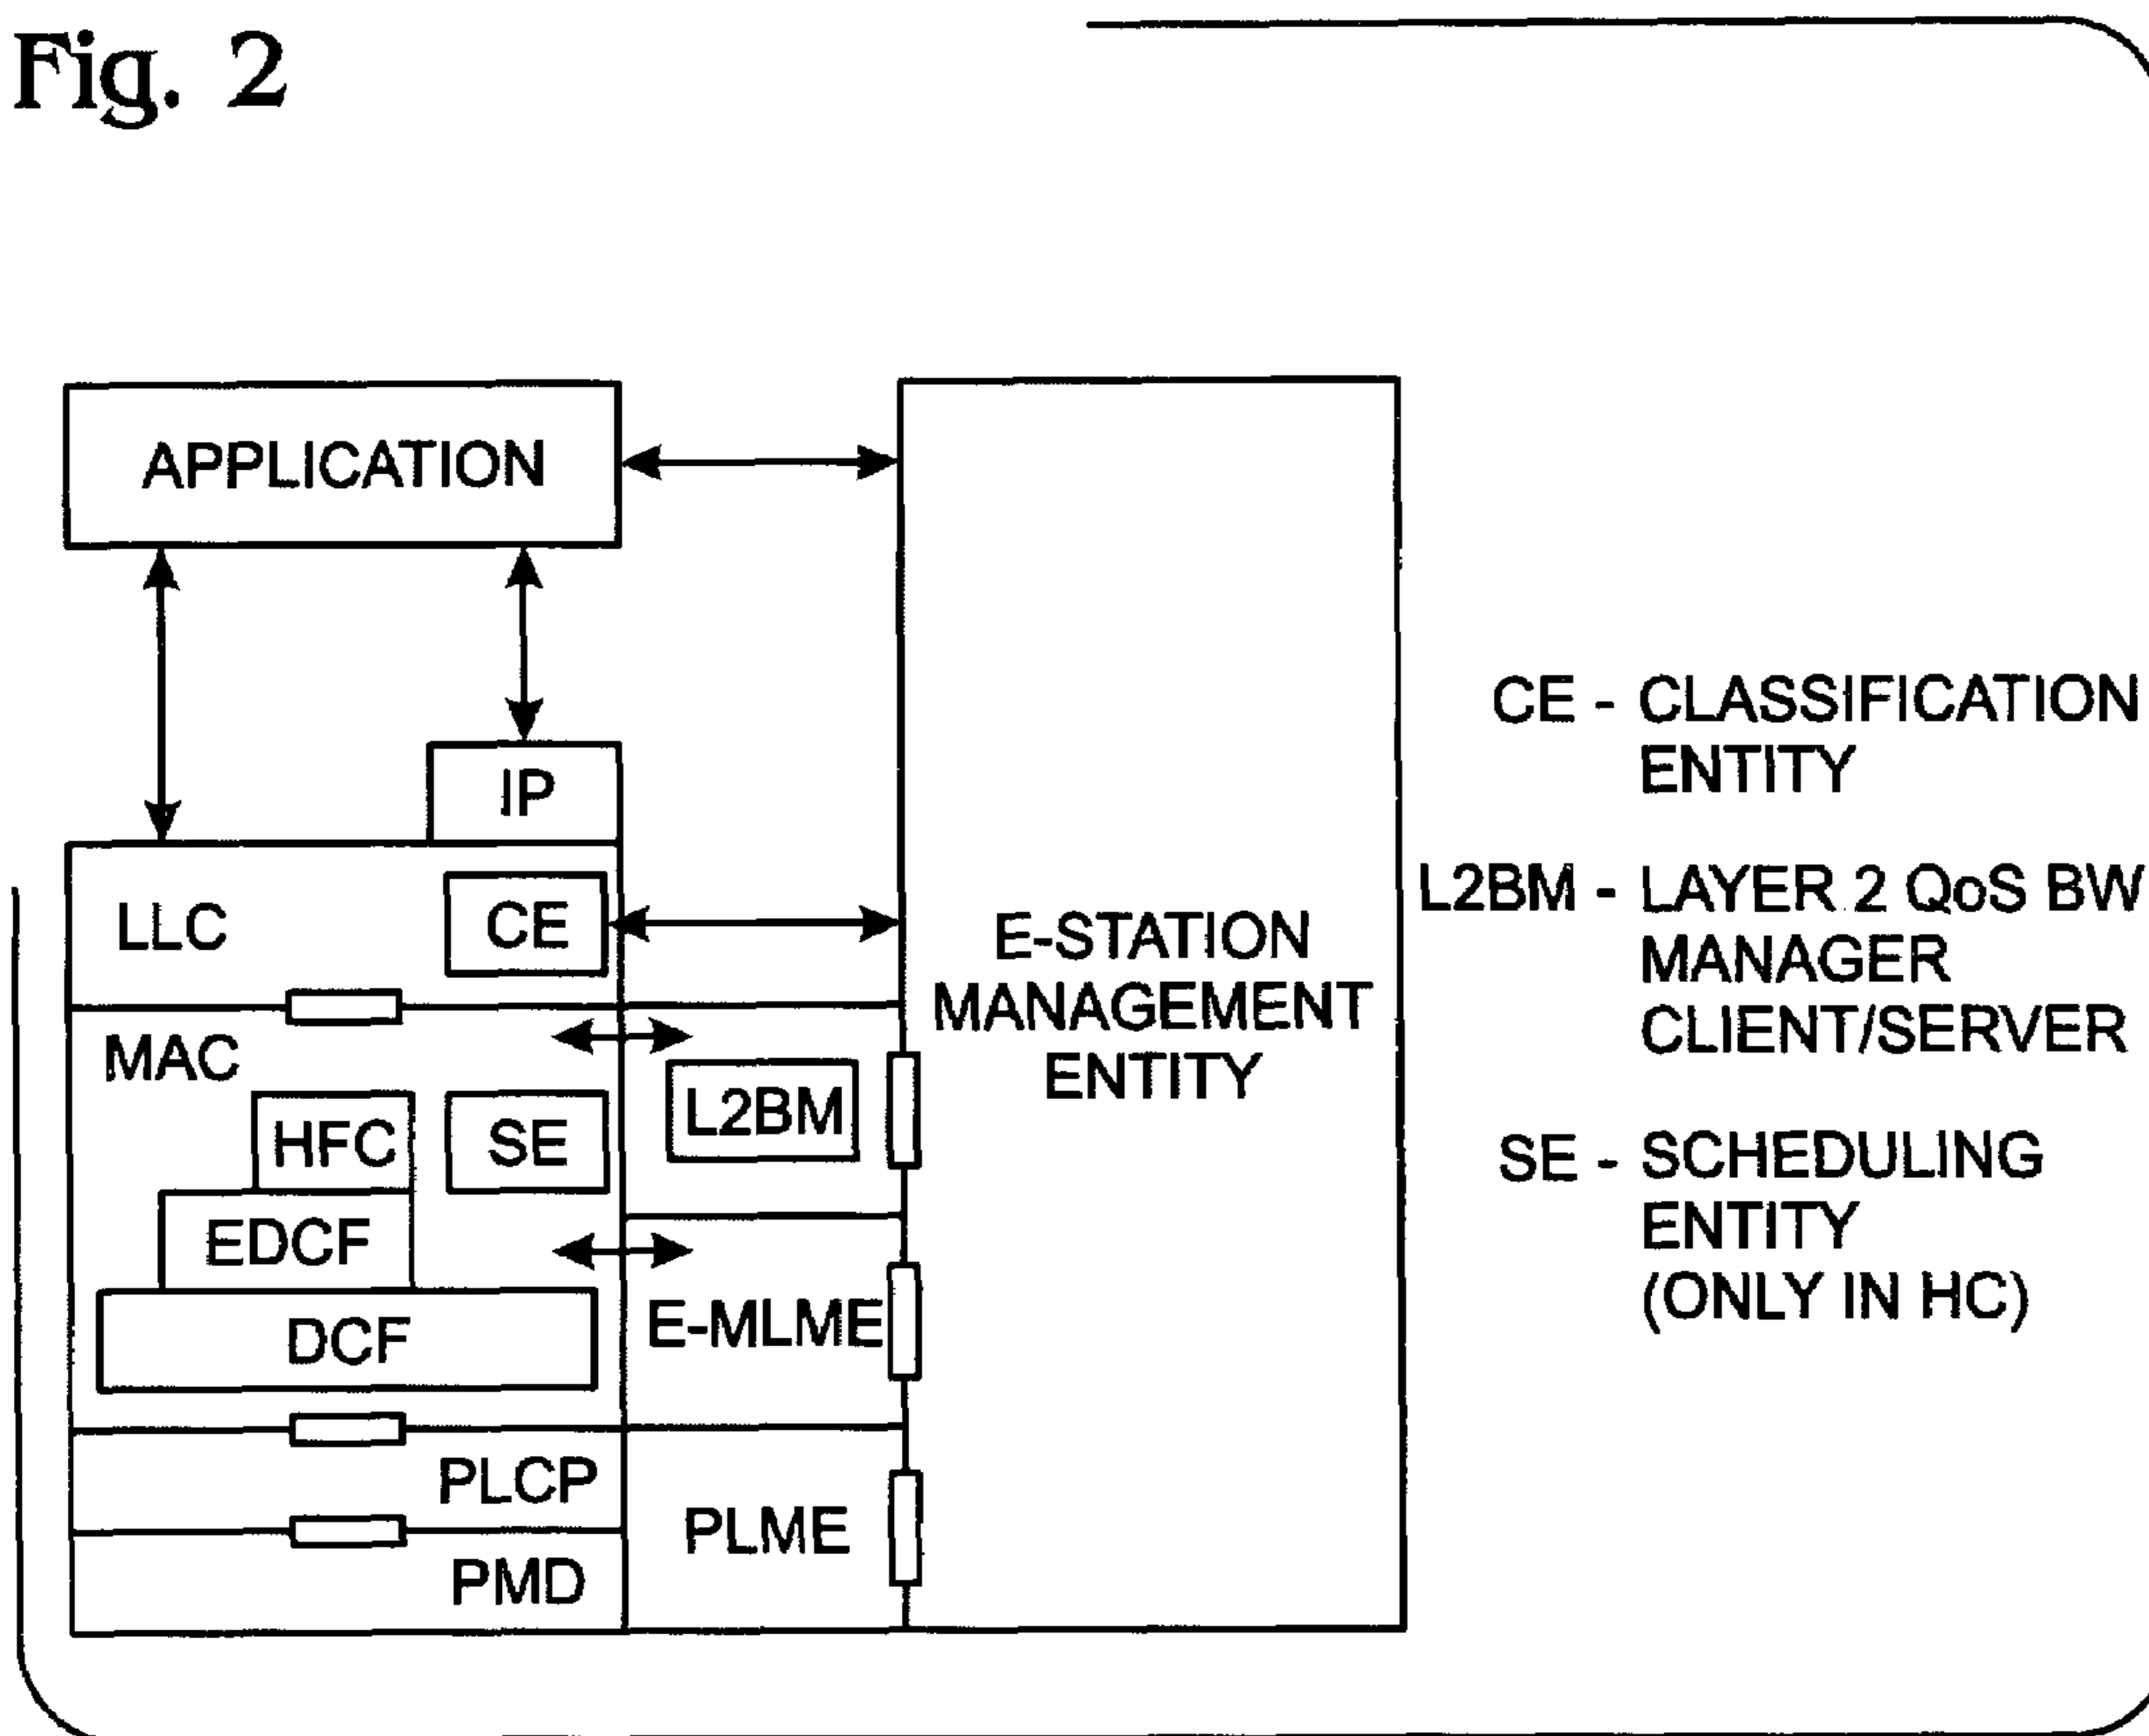 Fig. 2
APPLICATION
IP
LLC
CE
MAC
HFC
SE
L2BM
EDCF
DCF
E-MLME
PLCP
PLME
PMD
E-STATION
MANAGEMENT
ENTITY
CE - CLASSIFICATION
ENTITY
L2BM - LAYER 2 QoS BW
MANAGER
CLIENT/SERVER
SE - SCHEDULING
ENTITY
(ONLY IN HC)